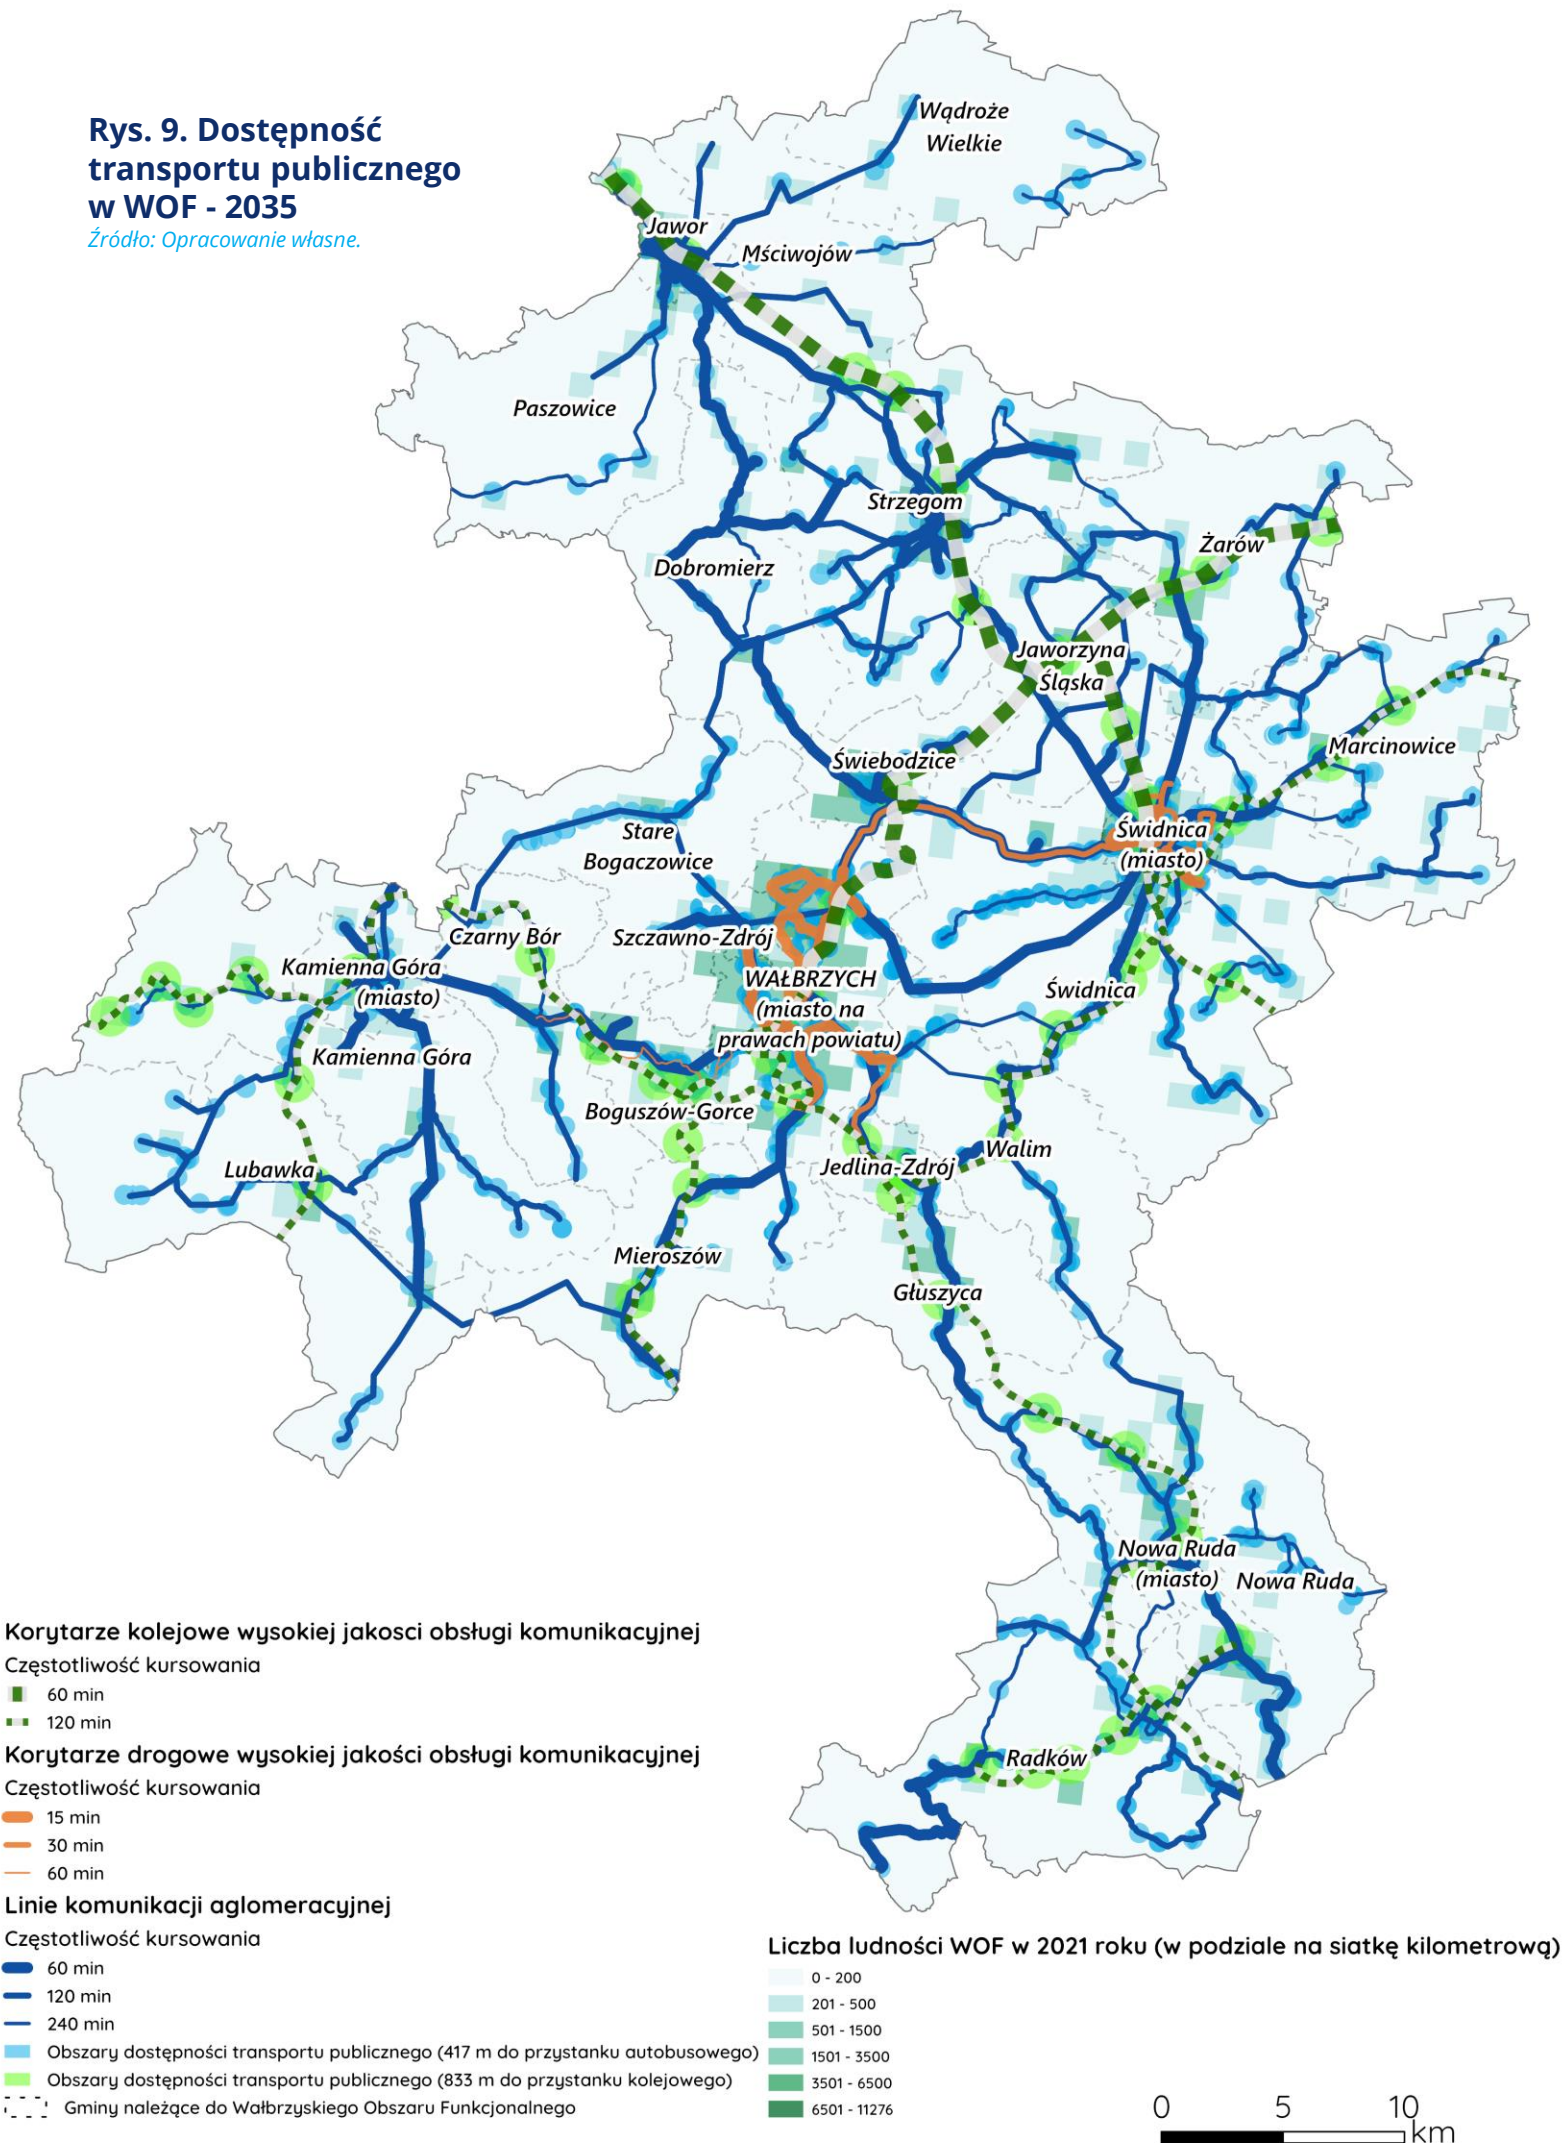 Rys. 9. Dostępność
transportu publicznego
w WOF - 2035
Źródło: Opracowanie własne.
Wądroże
Wielkie
Jawor
Mściwojów
Paszowice
Strzegom
Żarów
Dobromierz
Jaworzyna
Śląska
Marcinowice
Świebodzice
Stare
Bogaczowice
Świdnica
(miasto)
Czarny Bór
Szczawno-Zdrój
Kamienna Góra
(miasto)
WAŁBRZYCH
(miasto na
prawach powiatu)
Świdnica
Kamienna Góra
Boguszów-Gorce
Walim
Jedlina-Zdrój
Lubawka
Mieroszów
Głuszyca
Nowa Ruda
(miasto)
Nowa Ruda
Radków
Korytarze kolejowe wysokiej jakosci obsługi komunikacyjnej
Częstotliwość kursowania
60 min
120 min
Korytarze drogowe wysokiej jakości obsługi komunikacyjnej
Częstotliwość kursowania
15 min
30 min
60 min
Linie komunikacji aglomeracyjnej
Częstotliwość kursowania
60 min
120 min
240 min
Obszary dostępności transportu publicznego (417 m do przystanku autobusowego)
Obszary dostępności transportu publicznego (833 m do przystanku kolejowego)
Gminy należące do Wałbrzyskiego Obszaru Funkcjonalnego
Liczba ludności WOF w 2021 roku (w podziale na siatkę kilometrową)
0 - 200
201 - 500
501 - 1500
1501 - 3500
3501 - 6500
6501 - 11276
0 5 10
km